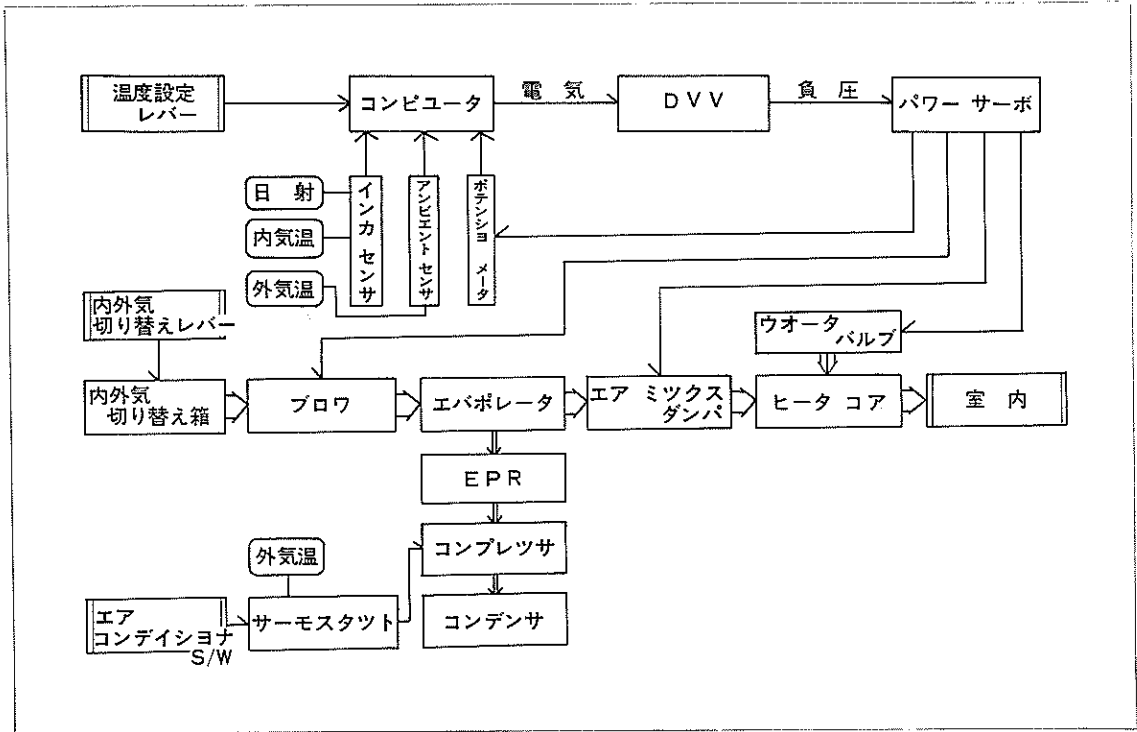 温度設定
レバー
コンピユータ
電気
DVV
負圧
パワー サーボ
日射
内気温
外気温
インカ センサ
アンビエント センサ
ポテンショ メータ
内外気
切り替えレバー
ウオータ
バルブ
内外気
切り替え箱
ブロワ
エバポレータ
エア ミツクス
ダンパ
ヒータ コア
室内
EPR
コンプレツサ
コンデンサ
外気温
サーモスタツト
エア
コンデイシヨナ
S/W